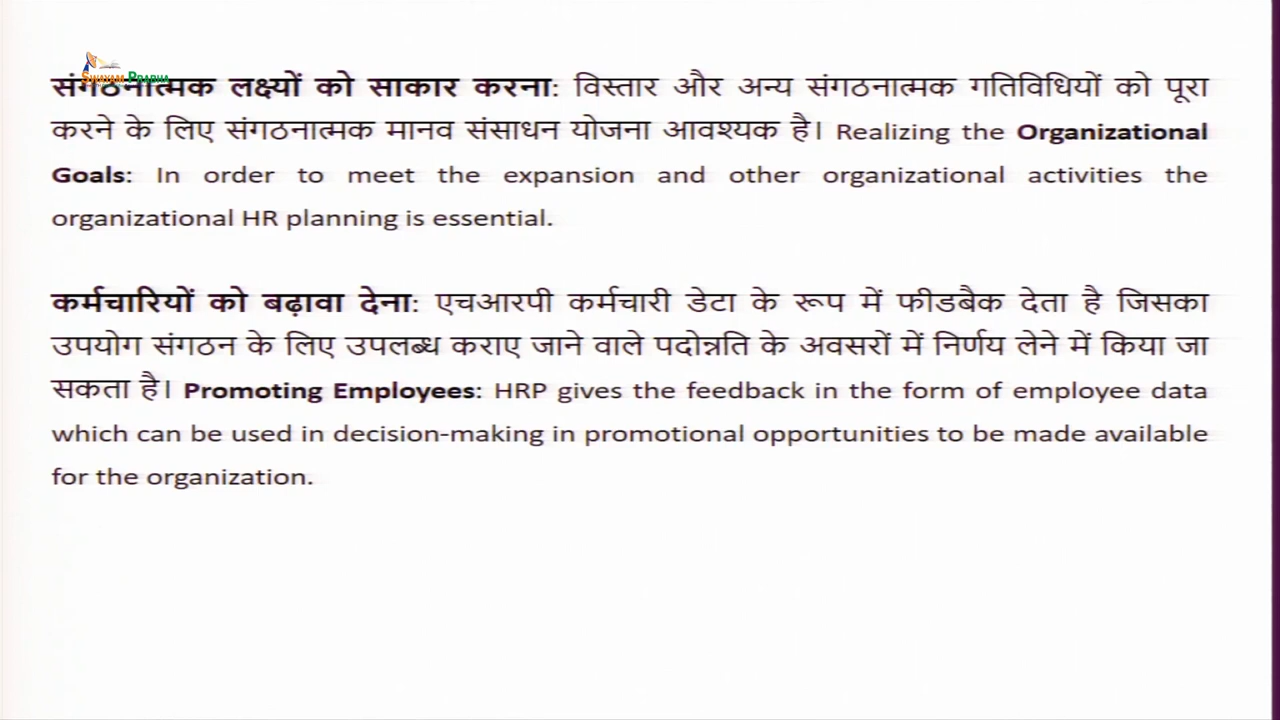 SWAYAM PRABHA
संगठनात्मक लक्ष्यों को साकार करना: विस्तार और अन्य संगठनात्मक गतिविधियों को पूरा
करने के लिए संगठनात्मक मानव संसाधन योजना आवश्यक है। Realizing the Organizational
Goals: In order to meet the expansion and other organizational activities the
organizational HR planning is essential.
कर्मचारियों को बढ़ावा देना: एचआरपी कर्मचारी डेटा के रूप में फीडबैक देता है जिसका
उपयोग संगठन के लिए उपलब्ध कराए जाने वाले पदोन्नति के अवसरों में निर्णय लेने में किया जा
सकता है। Promoting Employees: HRP gives the feedback in the form of employee data
which can be used in decision-making in promotional opportunities to be made available
for the organization.